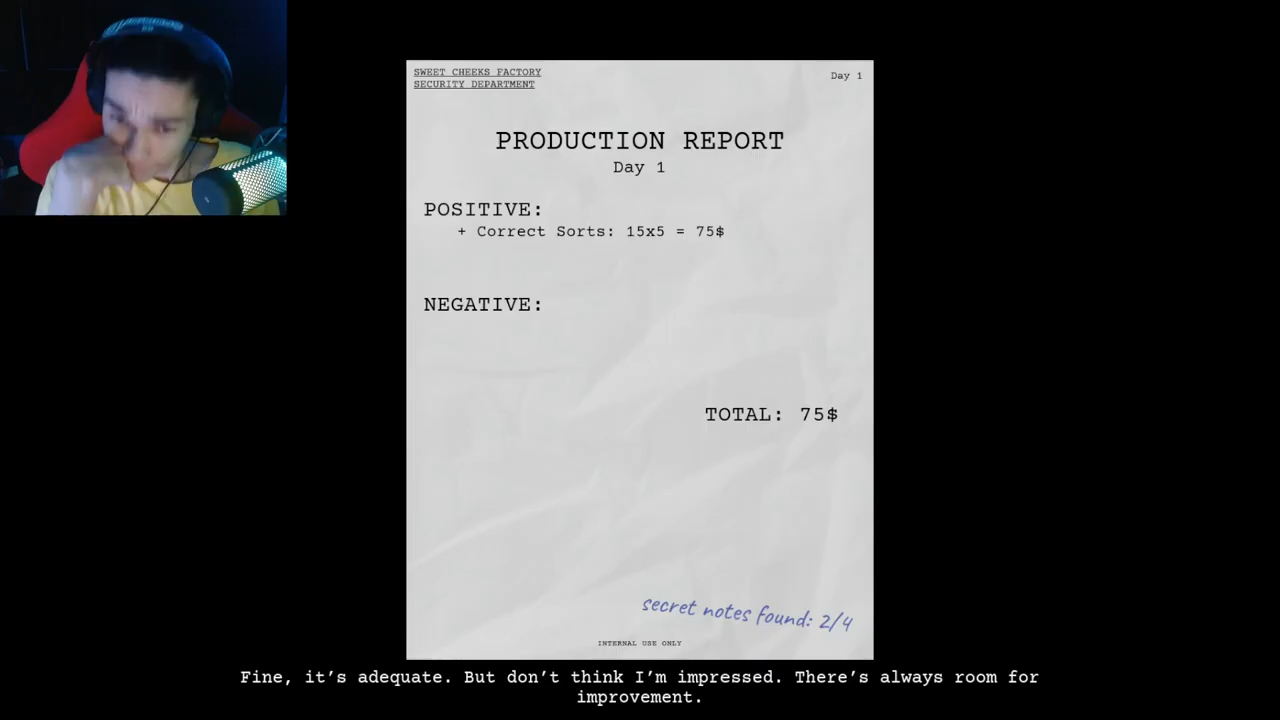 SWEET CHEEKS FACTORY
SECURITY DEPARTMENT
Day 1
PRODUCTION REPORT
Day 1
POSITIVE:
+ Correct Sorts: 15x5 = 75$
NEGATIVE:
TOTAL: 75$
secret notes found: 2/4
INTERNAL USE ONLY
Fine, it's adequate. But don't think I'm impressed. There's always room for
improvement.